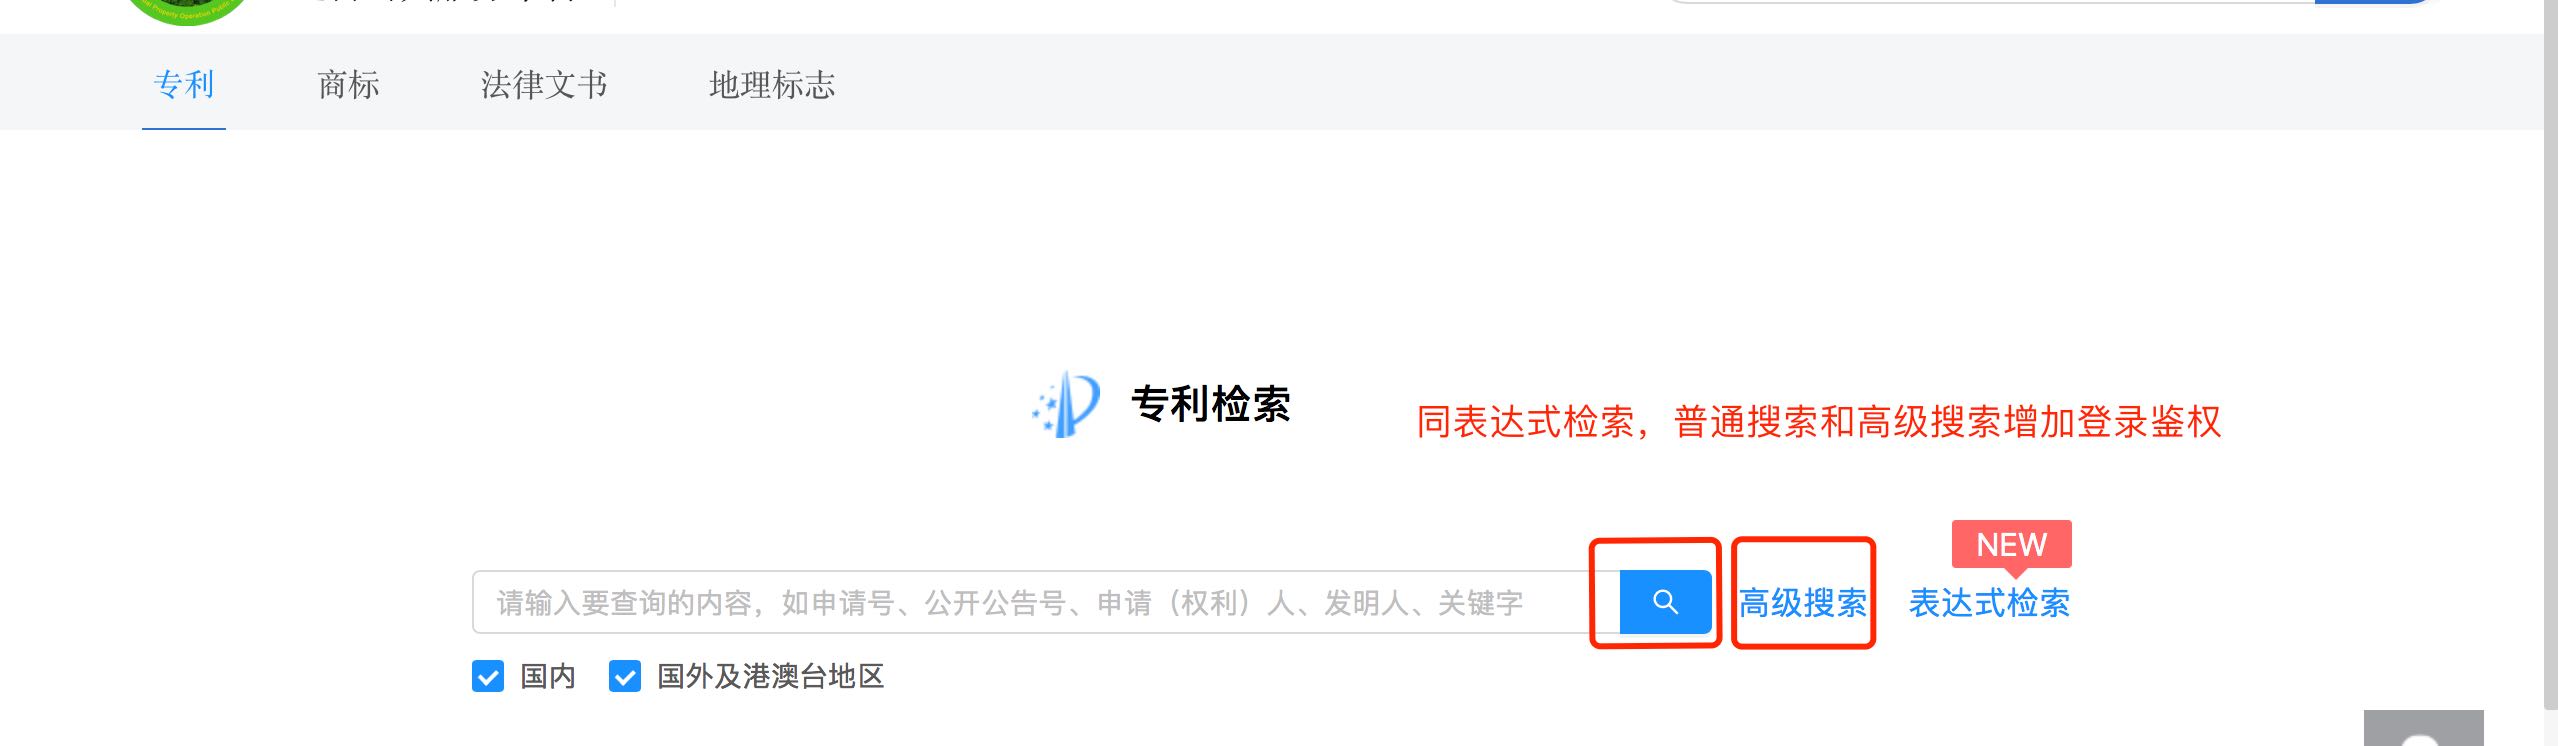 Property Operation Public
专利 商标 法律文书 地理标志
专利检索
同表达式检索，普通搜索和高级搜索增加登录鉴权
NEW
请输入要查询的内容，如申请号、公开公告号、申请（权利）人、发明人、关键字 高级搜索 表达式检索
国内 国外及港澳台地区